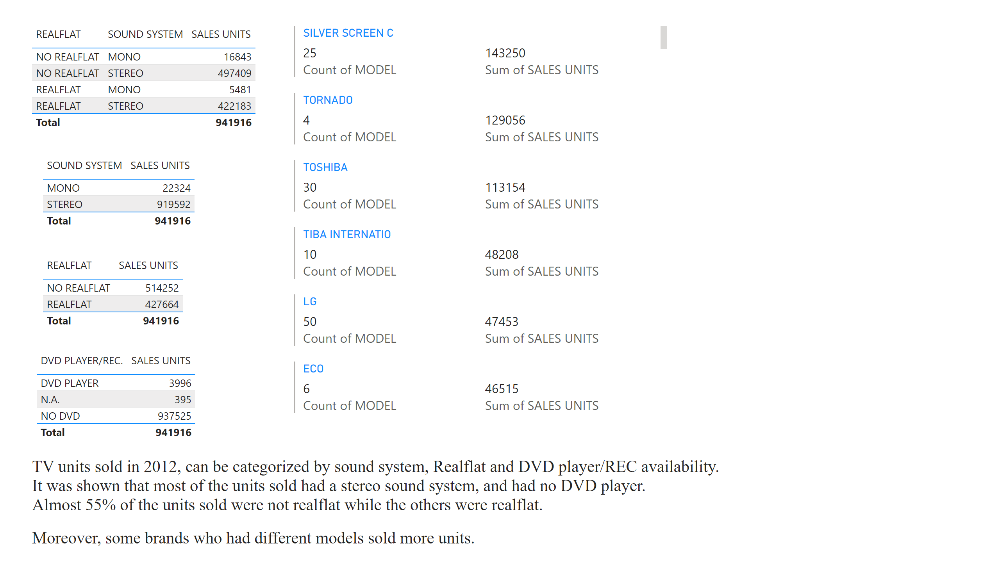 REALFLAT SOUND SYSTEM SALES UNITS
NO REALFLAT MONO 16843
NO REALFLAT STEREO 497409
REALFLAT MONO 5481
REALFLAT STEREO 422183
Total 941916
SOUND SYSTEM SALES UNITS
MONO 22324
STEREO 919592
Total 941916
REALFLAT SALES UNITS
NO REALFLAT 514252
REALFLAT 427664
Total 941916
DVD PLAYER/REC. SALES UNITS
DVD PLAYER 3996
N.A. 395
NO DVD 937525
Total 941916
SILVER SCREEN C
25 143250
Count of MODEL Sum of SALES UNITS
TORNADO
4 129056
Count of MODEL Sum of SALES UNITS
TOSHIBA
30 113154
Count of MODEL Sum of SALES UNITS
TIBA INTERNATIO
10 48208
Count of MODEL Sum of SALES UNITS
LG
50 47453
Count of MODEL Sum of SALES UNITS
ECO
6 46515
Count of MODEL Sum of SALES UNITS
TV units sold in 2012, can be categorized by sound system, Realflat and DVD player/REC availability.
It was shown that most of the units sold had a stereo sound system, and had no DVD player.
Almost 55% of the units sold were not realflat while the others were realflat.
Moreover, some brands who had different models sold more units.